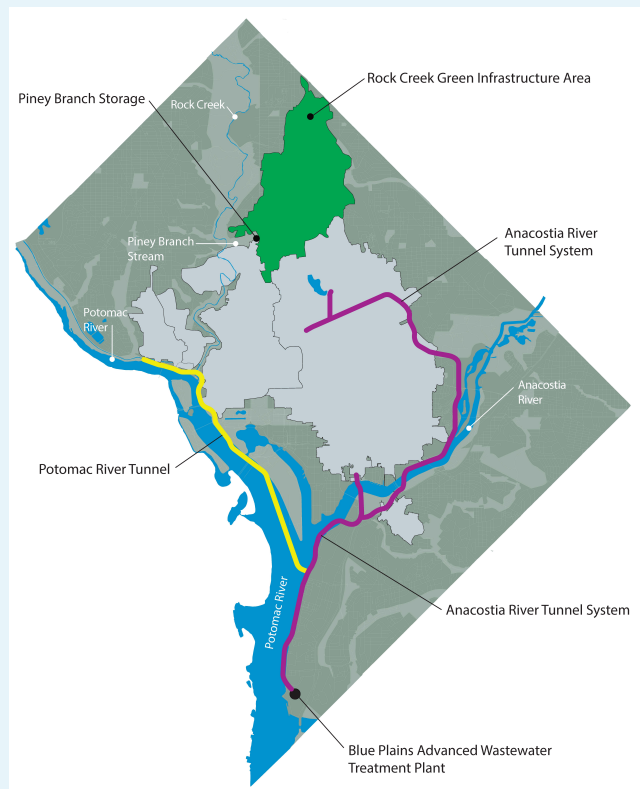 Rock Creek Green Infrastructure Area
Piney Branch Storage
Rock Creek
Anacostia River
Tunnel System
Piney Branch
Stream
Potomac
River
Anacostia
River
Potomac River Tunnel
Potomac River
Anacostia River Tunnel System
Blue Plains Advanced Wastewater
Treatment Plant